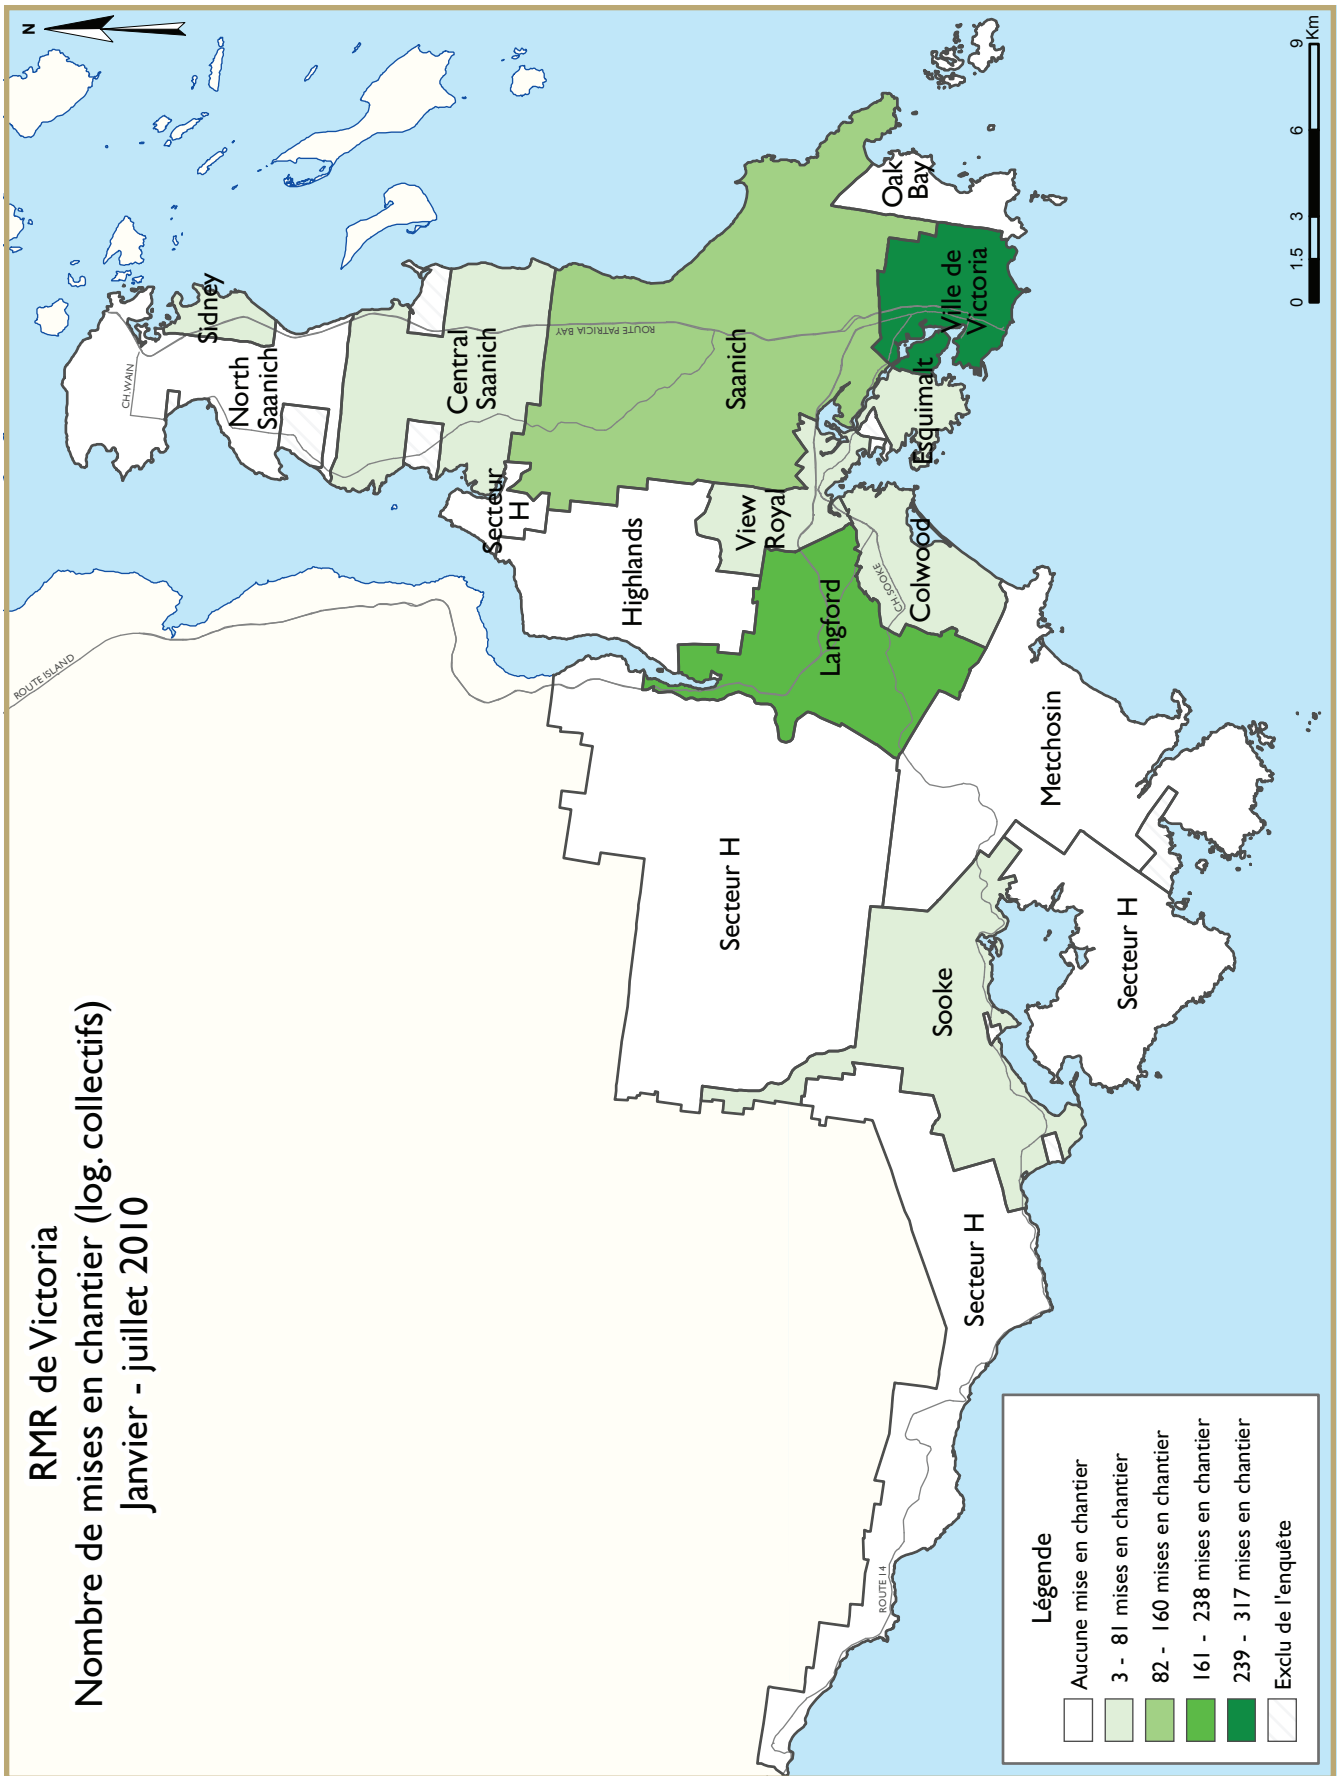 RMR de Victoria
Nombre de mises en chantier (log. collectifs)
Janvier - juillet 2010
N
ROUTE ISLAND
CH.WAIN
Sidney
North
Saanich
Central
Saanich
ROUTE PATRICIA BAY
Saanich
Secteur
H
Highlands
View
Royal
Oak
Bay
Ville de
Victoria
Esquimalt
Langford
CH.SOOKE
Colwood
Metchosin
Secteur H
Secteur H
Sooke
Secteur H
ROUTE 14
Légende
Aucune mise en chantier
3 - 81 mises en chantier
82 - 160 mises en chantier
161 - 238 mises en chantier
239 - 317 mises en chantier
Exclu de l'enquête
0 1.5 3 6 9
Km